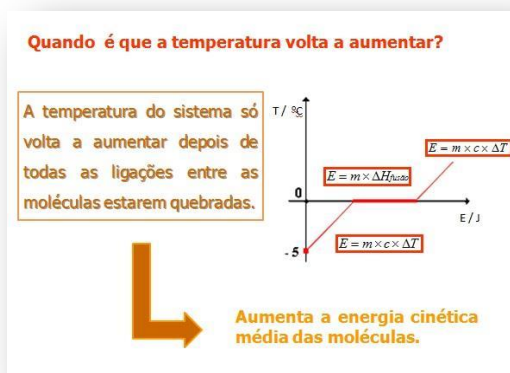 Quando é que a temperatura volta a aumentar?
A temperatura do sistema só
volta a aumentar depois de
todas as ligações entre as
moléculas estarem quebradas.
T / ºC
E = m × c × ΔT
E = m × ΔHfusão
0
E / J
- 5
E = m × c × ΔT
Aumenta a energia cinética
média das moléculas.